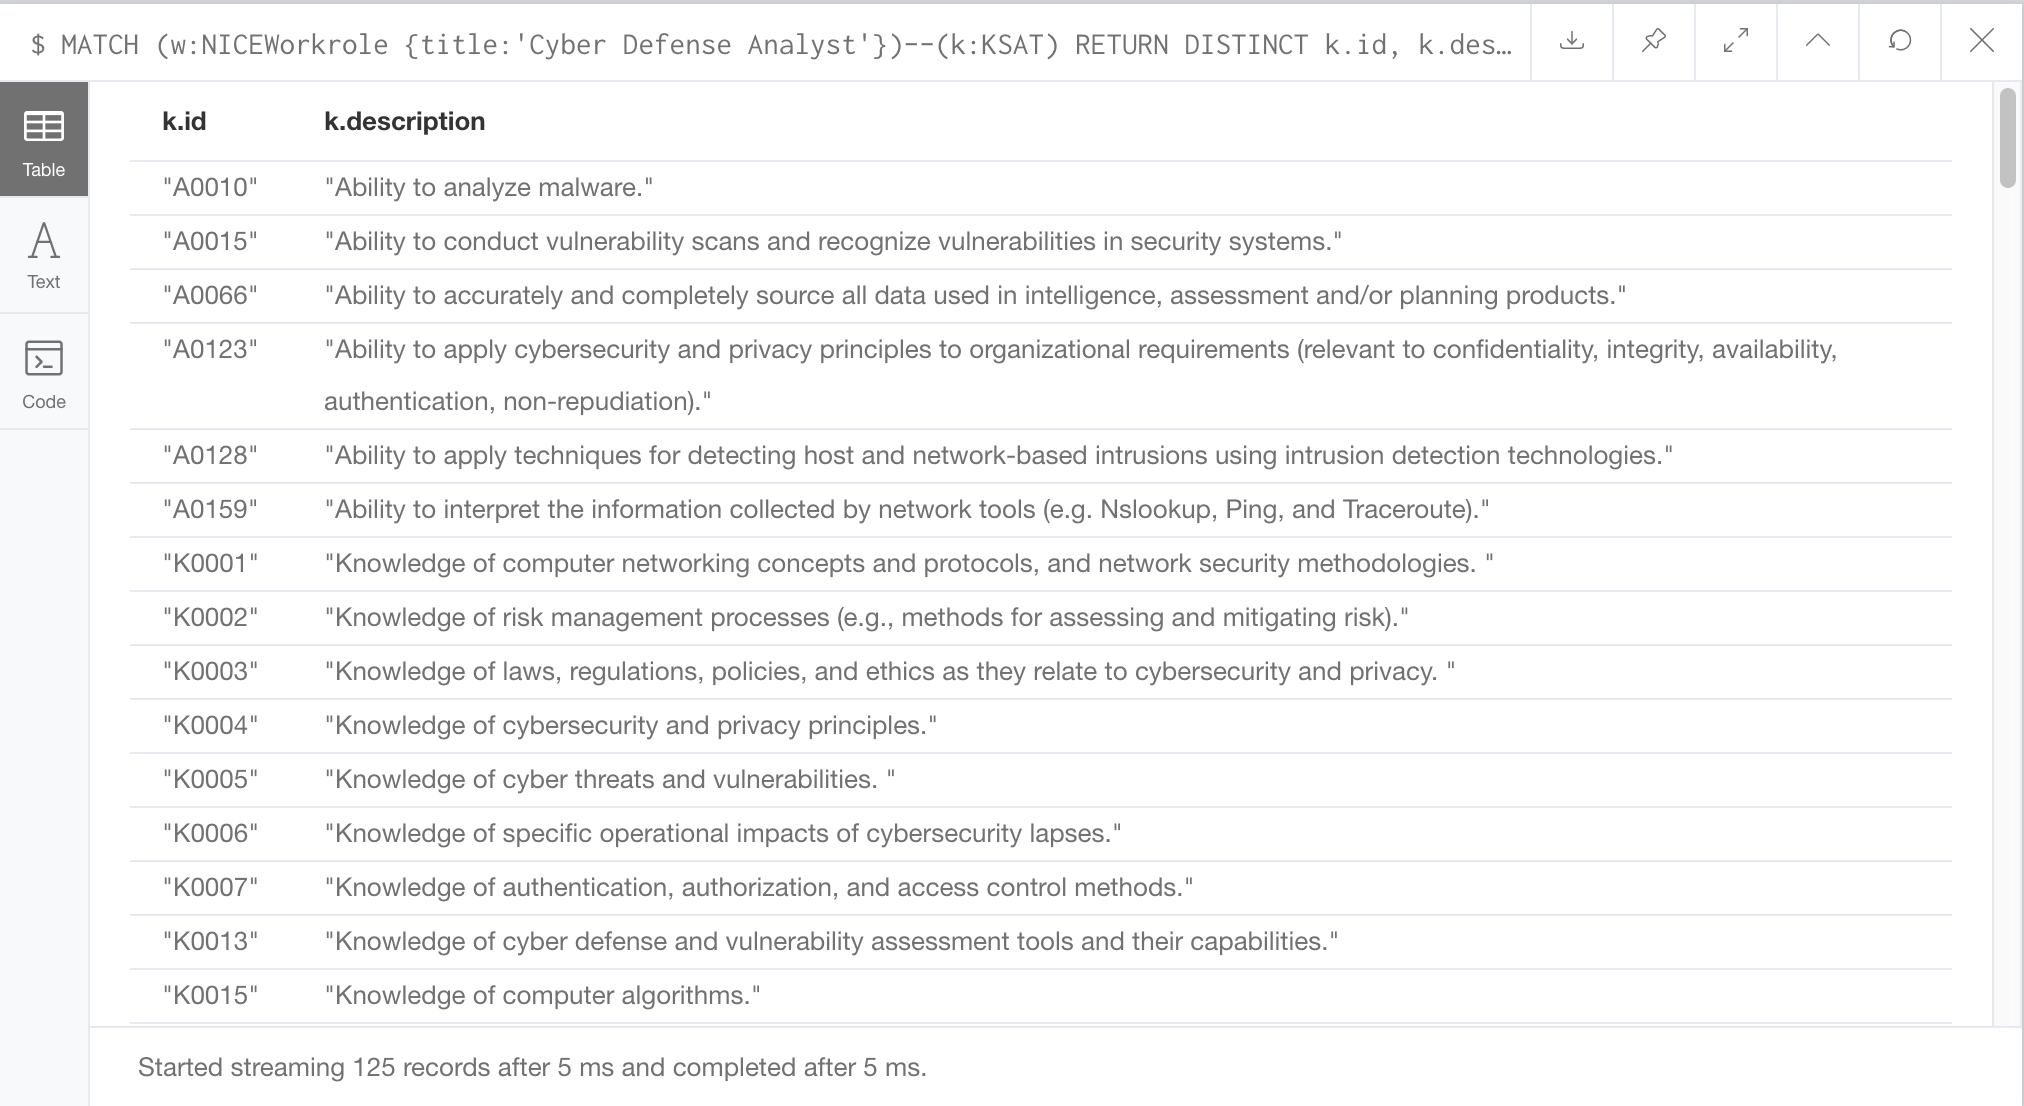 $ MATCH (w:NICEWorkrole {title:'Cyber Defense Analyst'})--(k:KSAT) RETURN DISTINCT k.id, k.des…
Table
Text
Code
k.id k.description
"A0010" "Ability to analyze malware."
"A0015" "Ability to conduct vulnerability scans and recognize vulnerabilities in security systems."
"A0066" "Ability to accurately and completely source all data used in intelligence, assessment and/or planning products."
"A0123" "Ability to apply cybersecurity and privacy principles to organizational requirements (relevant to confidentiality, integrity, availability,
authentication, non-repudiation)."
"A0128" "Ability to apply techniques for detecting host and network-based intrusions using intrusion detection technologies."
"A0159" "Ability to interpret the information collected by network tools (e.g. Nslookup, Ping, and Traceroute)."
"K0001" "Knowledge of computer networking concepts and protocols, and network security methodologies. "
"K0002" "Knowledge of risk management processes (e.g., methods for assessing and mitigating risk)."
"K0003" "Knowledge of laws, regulations, policies, and ethics as they relate to cybersecurity and privacy. "
"K0004" "Knowledge of cybersecurity and privacy principles."
"K0005" "Knowledge of cyber threats and vulnerabilities. "
"K0006" "Knowledge of specific operational impacts of cybersecurity lapses."
"K0007" "Knowledge of authentication, authorization, and access control methods."
"K0013" "Knowledge of cyber defense and vulnerability assessment tools and their capabilities."
"K0015" "Knowledge of computer algorithms."
Started streaming 125 records after 5 ms and completed after 5 ms.